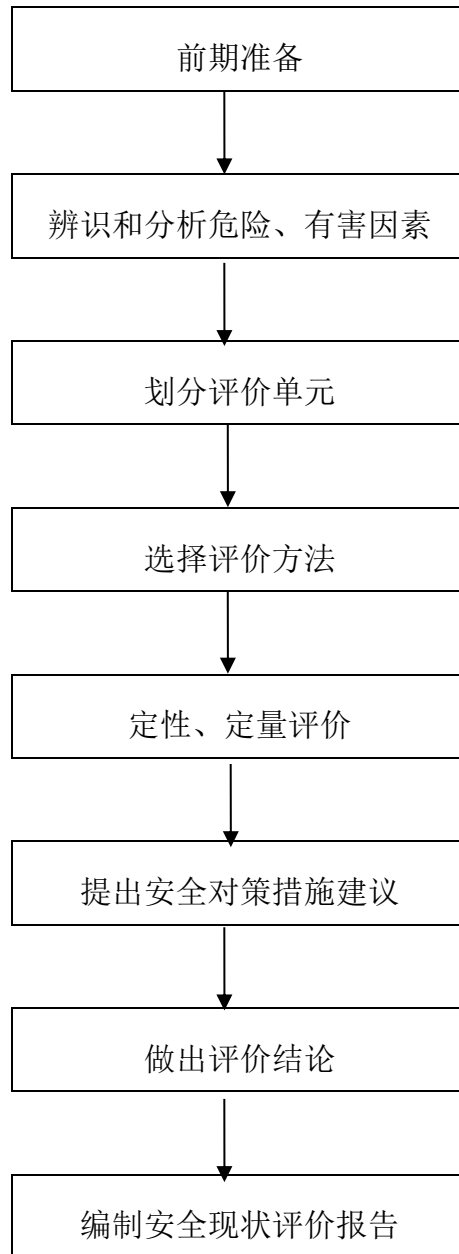 前期准备
辨识和分析危险、有害因素
划分评价单元
选择评价方法
定性、定量评价
提出安全对策措施建议
做出评价结论
编制安全现状评价报告